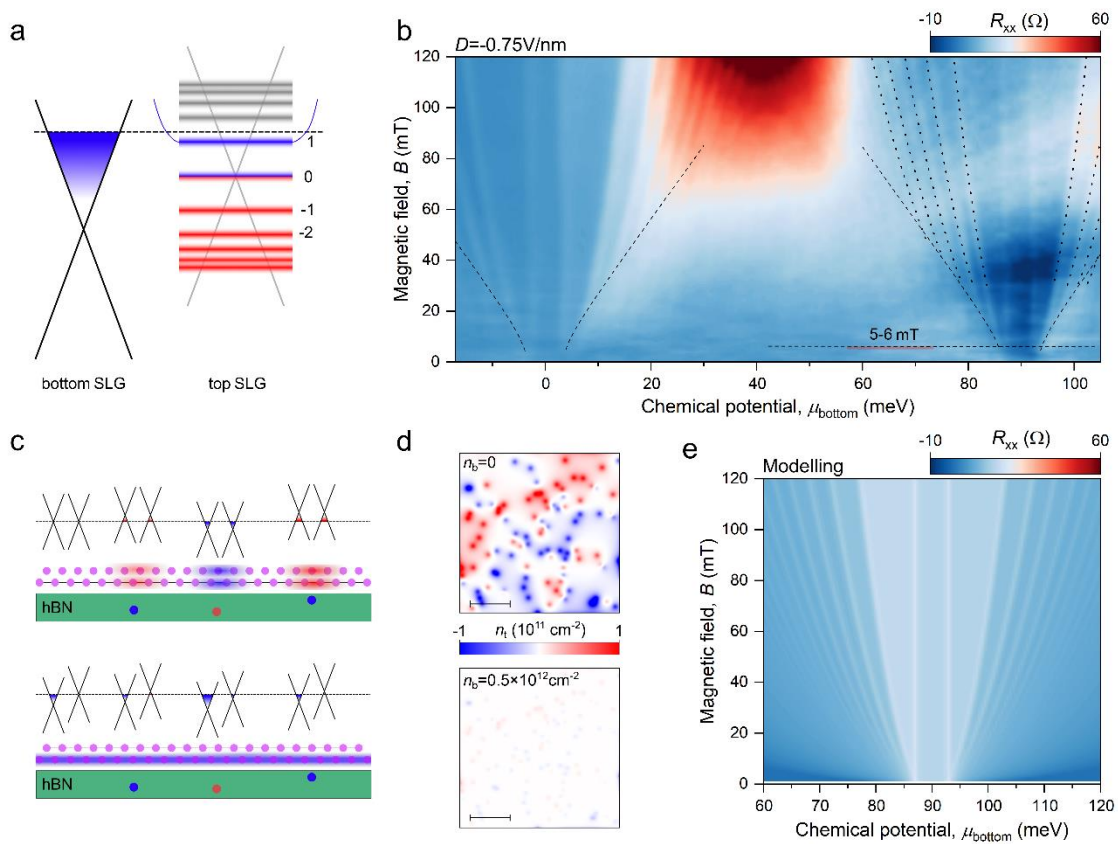 a
1
0
-1
-2
bottom SLG
top SLG
b
D=-0.75V/nm
-10
Rxx (Ω)
60
Magnetic field, B (mT)
120
100
80
60
40
20
0
5-6 mT
0
20
40
60
80
100
Chemical potential, μbottom (meV)
c
hBN
hBN
d
nb=0
-1
1
nt (10¹¹ cm⁻²)
nb=0.5×10¹²cm⁻²
e
-10
Rxx (Ω)
60
Modelling
Magnetic field, B (mT)
120
100
80
60
40
20
0
60
70
80
90
100
110
120
Chemical potential, μbottom (meV)